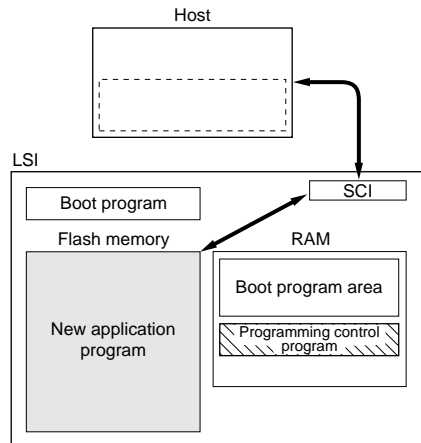 Host
LSI
SCI
Boot program
Flash memory
RAM
New application
program
Boot program area
Programming control
program